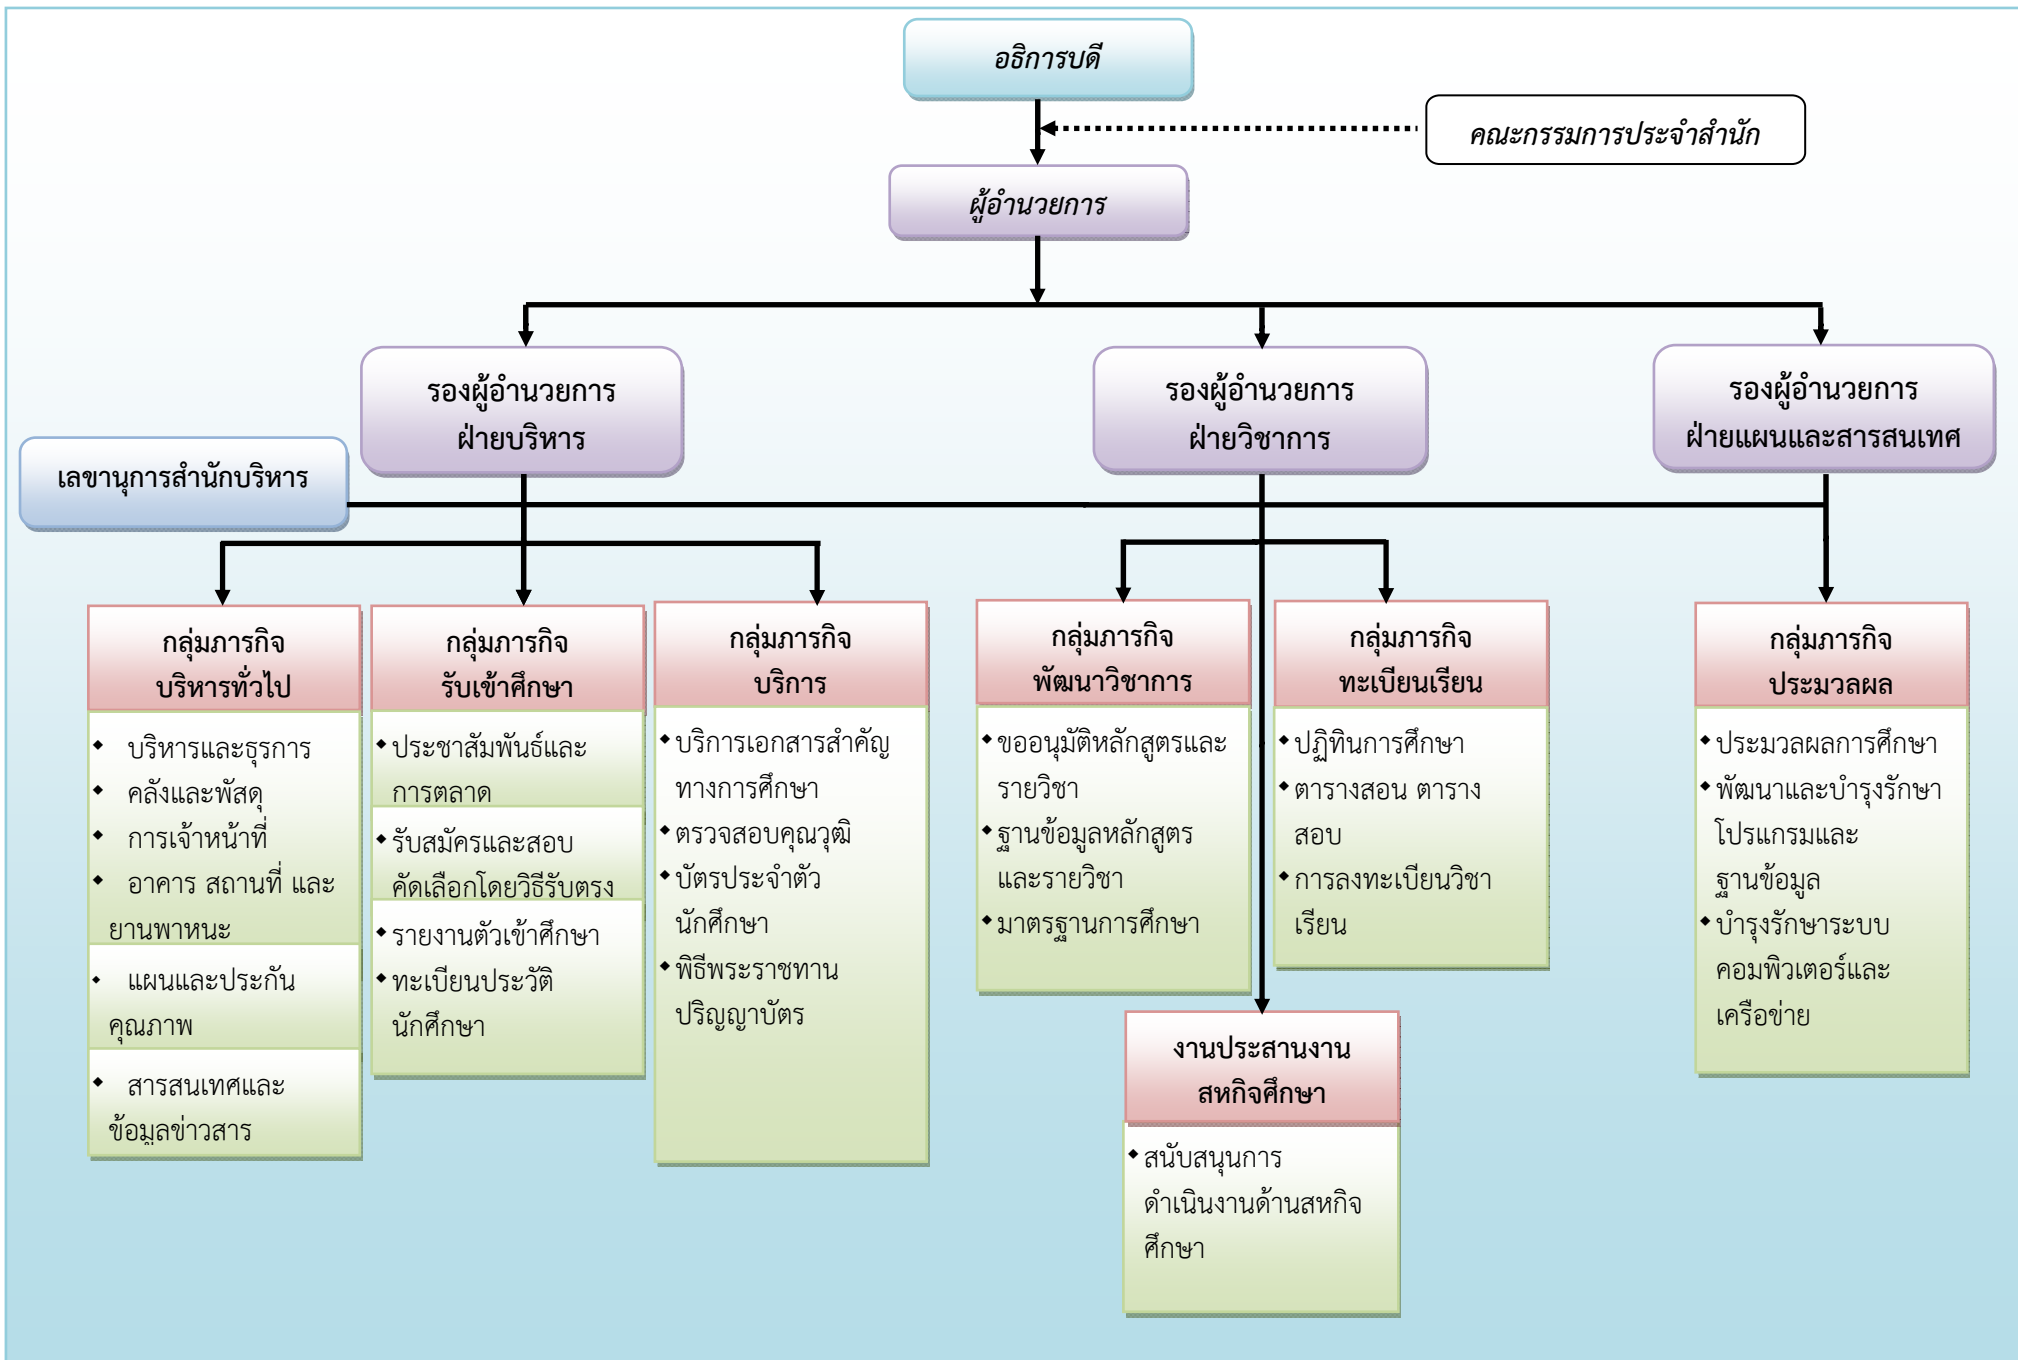 อธิการบดี
คณะกรรมการประจำสำนัก
ผู้อำนวยการ
รองผู้อำนวยการ
ฝ่ายบริหาร
รองผู้อำนวยการ
ฝ่ายวิชาการ
รองผู้อำนวยการ
ฝ่ายแผนและสารสนเทศ
เลขานุการสำนักบริหาร
กลุ่มภารกิจ
บริหารทั่วไป
◆ บริหารและธุรการ
◆ คลังและพัสดุ
◆ การเจ้าหน้าที่
◆ อาคาร สถานที่ และ
ยานพาหนะ
◆ แผนและประกัน
คุณภาพ
◆ สารสนเทศและ
ข้อมูลข่าวสาร
กลุ่มภารกิจ
รับเข้าศึกษา
◆ ประชาสัมพันธ์และ
การตลาด
◆ รับสมัครและสอบ
คัดเลือกโดยวิธีรับตรง
◆ รายงานตัวเข้าศึกษา
◆ ทะเบียนประวัติ
นักศึกษา
กลุ่มภารกิจ
บริการ
◆ บริการเอกสารสำคัญ
ทางการศึกษา
◆ ตรวจสอบคุณวุฒิ
◆ บัตรประจำตัว
นักศึกษา
◆ พิธีพระราชทาน
ปริญญาบัตร
กลุ่มภารกิจ
พัฒนาวิชาการ
◆ ขออนุมัติหลักสูตรและ
รายวิชา
◆ ฐานข้อมูลหลักสูตร
และรายวิชา
◆ มาตรฐานการศึกษา
กลุ่มภารกิจ
ทะเบียนเรียน
◆ ปฏิทินการศึกษา
◆ ตารางสอน ตาราง
สอบ
◆ การลงทะเบียนวิชา
เรียน
งานประสานงาน
สหกิจศึกษา
◆ สนับสนุนการ
ดำเนินงานด้านสหกิจ
ศึกษา
กลุ่มภารกิจ
ประมวลผล
◆ ประมวลผลการศึกษา
◆ พัฒนาและบำรุงรักษา
โปรแกรมและ
ฐานข้อมูล
◆ บำรุงรักษาระบบ
คอมพิวเตอร์และ
เครือข่าย